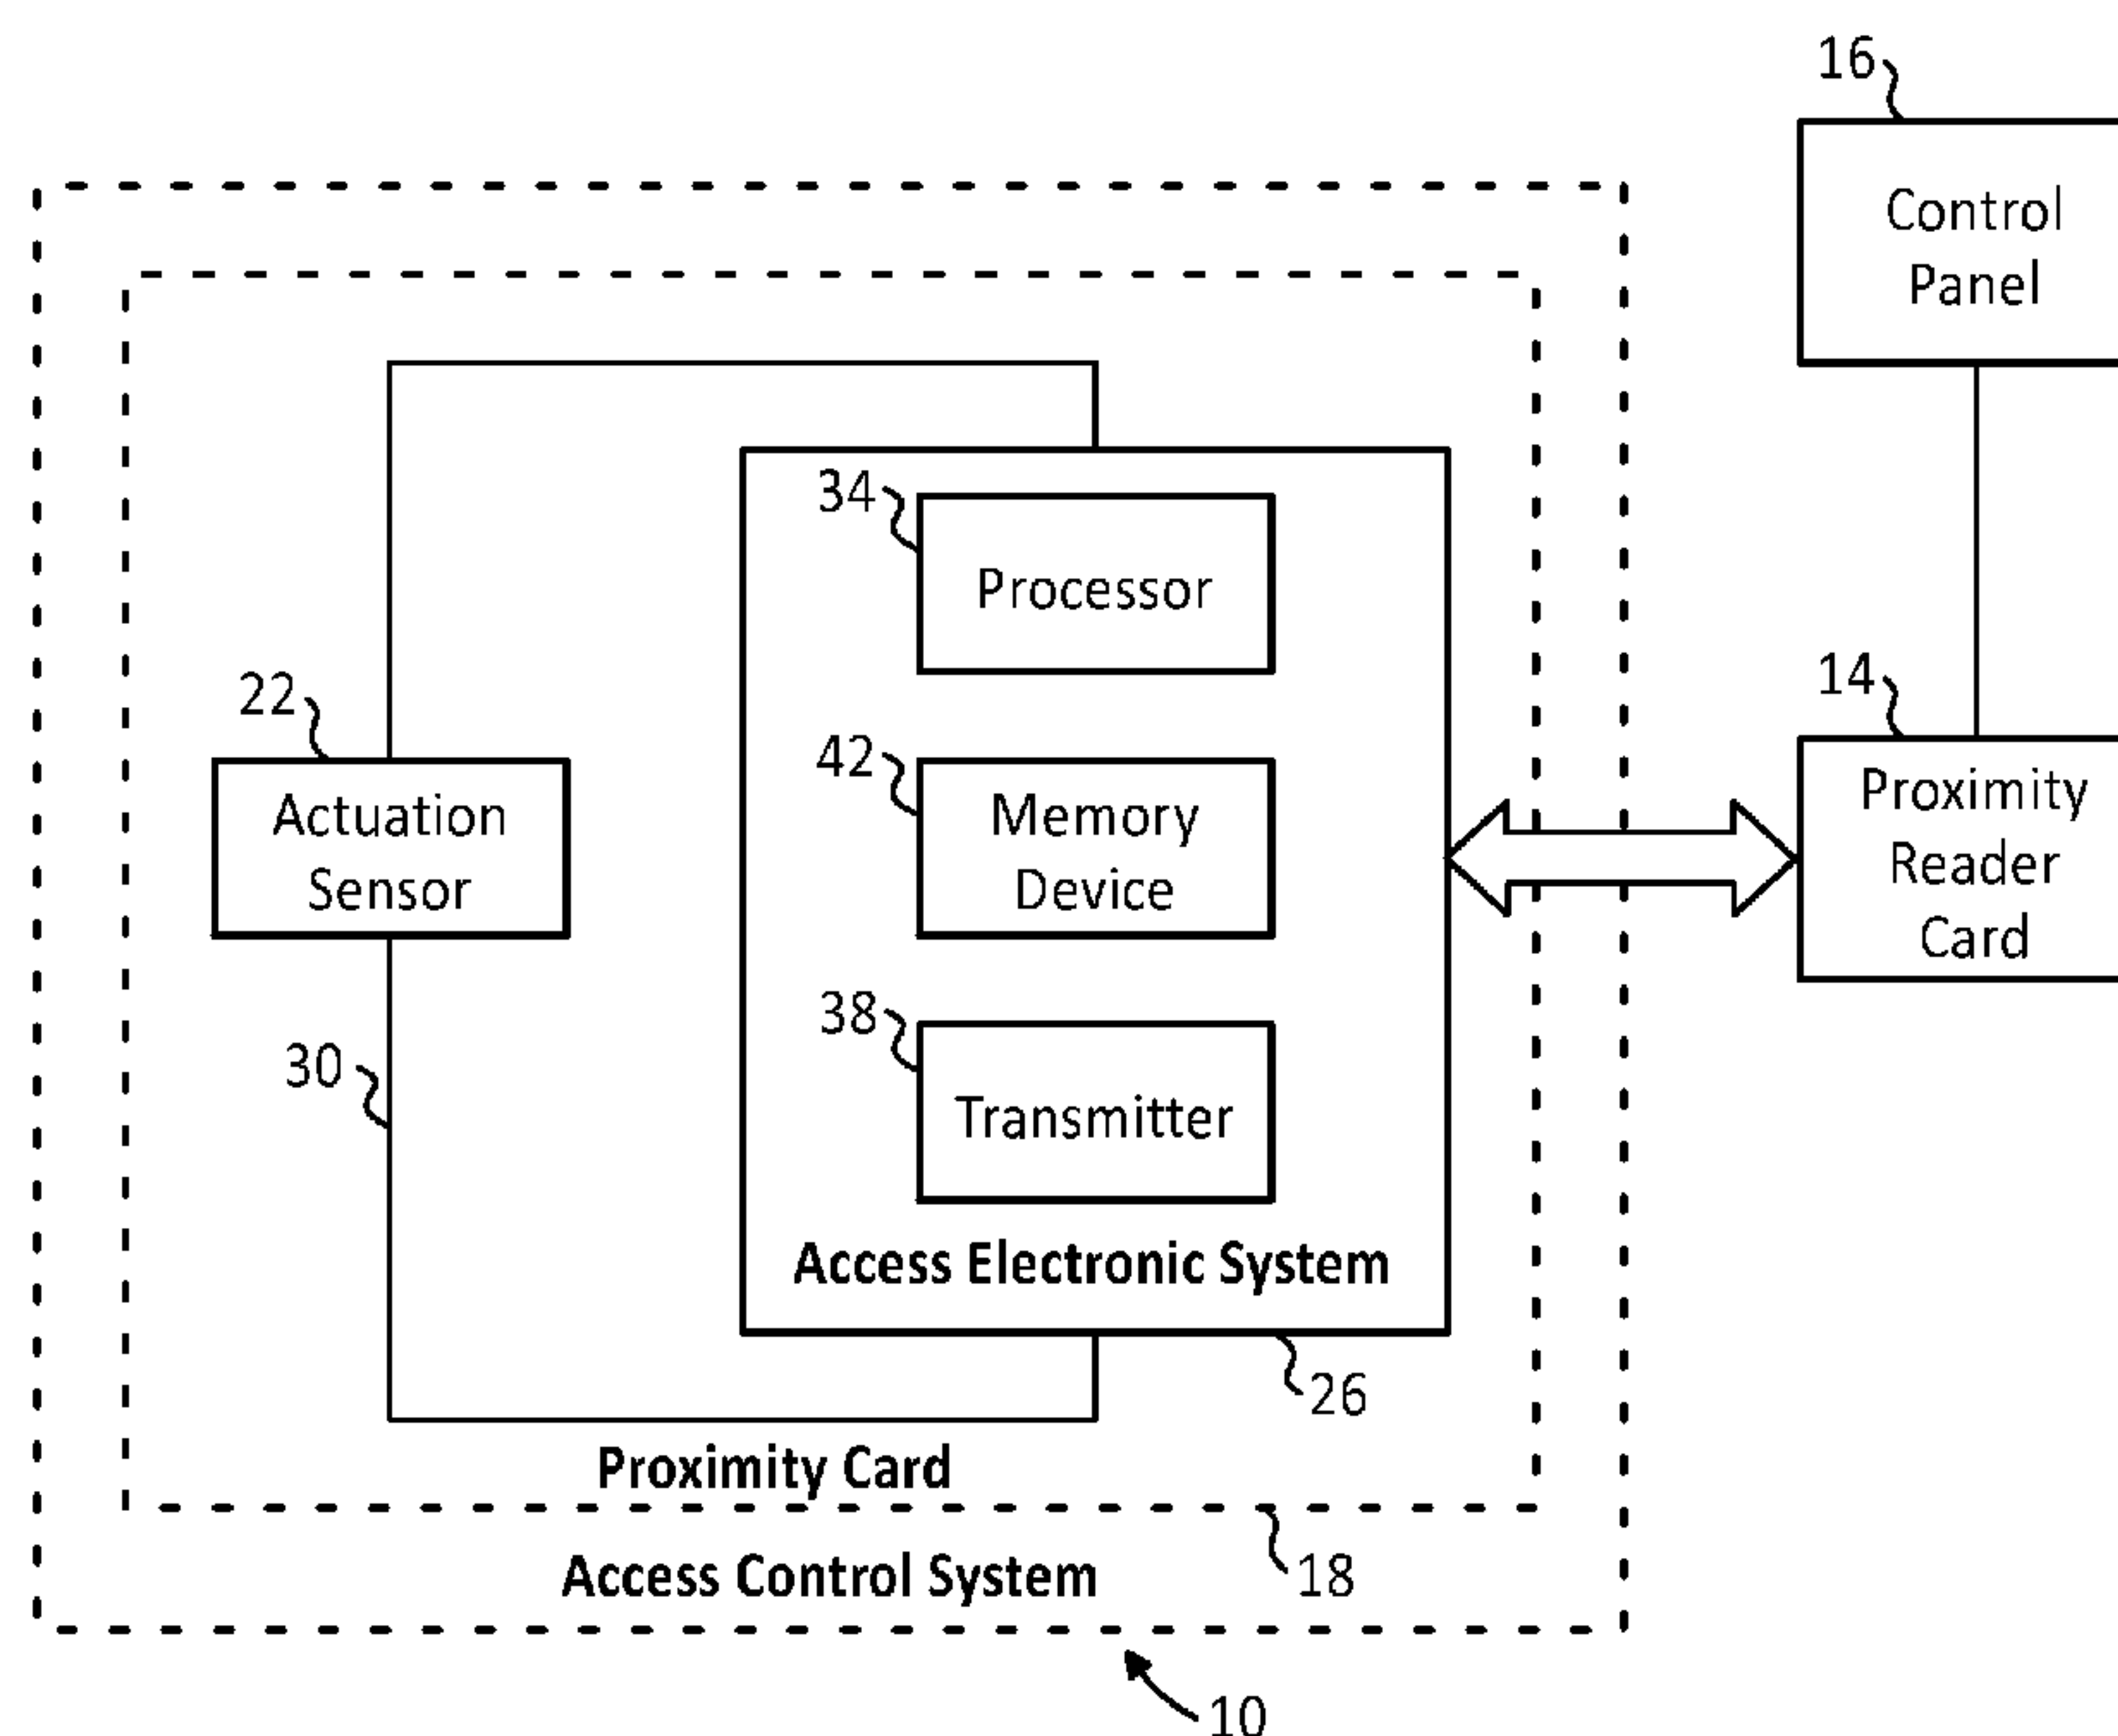 16
Control
Panel
34
Processor
22
Actuation
Sensor
42
Memory
Device
14
Proximity
Reader
Card
38
Transmitter
30
Access Electronic System
26
Proximity Card
18
Access Control System
10